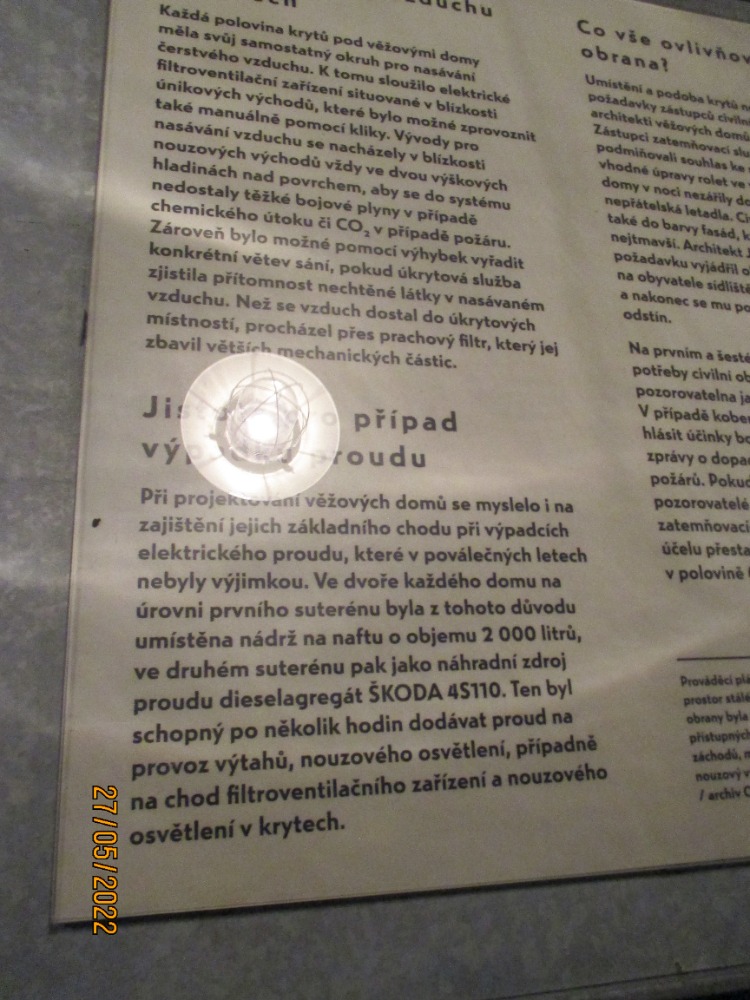 vzduchu
Každá polovina krytů pod věžovými domy
měla svůj samostatný okruh pro nasávání
čerstvého vzduchu. K tomu sloužilo elektrické
filtroventilační zařízení situované v blízkosti
únikových východů, které bylo možné zprovoznit
také manuálně pomocí kliky. Vývody pro
nasávání vzduchu se nacházely v blízkosti
nouzových východů vždy ve dvou výškových
hladinách nad povrchem, aby se do systému
nedostaly těžké bojové plyny v případě
chemického útoku či CO₂ v případě požáru.
Zároveň bylo možné pomocí výhybek vyřadit
konkrétní větev sání, pokud úkrytová služba
zjistila přítomnost nechtěné látky v nasávaném
vzduchu. Než se vzduch dostal do úkrytových
místností, procházel přes prachový filtr, který jej
zbavil větších mechanických částic.
případ
proudu
Při projektování věžových domů se myslelo i na
zajištění jejich základního chodu při výpadcích
elektrického proudu, které v poválečných letech
nebyly výjimkou. Ve dvoře každého domu na
úrovni prvního suterénu byla z tohoto důvodu
umístěna nádrž na naftu o objemu 2 000 litrů,
ve druhém suterénu pak jako náhradní zdroj
proudu dieselagregát ŠKODA 4S110. Ten byl
schopný po několik hodin dodávat proud na
provoz výtahů, nouzového osvětlení, případně
na chod filtroventilačního zařízení a nouzového
osvětlení v krytech.
Co vše ovlivňov
obrana?
Umístění a podoba krytů
požadavky zástupců civiln
architekti věžových domů
Zástupci zatemňovací slu
podmiňovali souhlas ke
vhodné úpravy rolet ve
domy v noci nezářily do
nepřátelská letadla. Ci
také do barvy fasád, k
nejtmavší. Architekt J
požadavku vyjádřil o
na obyvatele sídliště
a nakonec se mu po
odstín.
Na prvním a šesté
potřeby civilní ob
pozorovatelna ja
V případě kober
hlásit účinky bo
zprávy o dopad
požárů. Pokud
pozorovatelé
zatemňovací
účelu přesta
v polovině
Prováděcí plá
prostor stálé
obrany byla
přístupných
záchodů, n
nouzový v
/ archiv C
27/05/2022